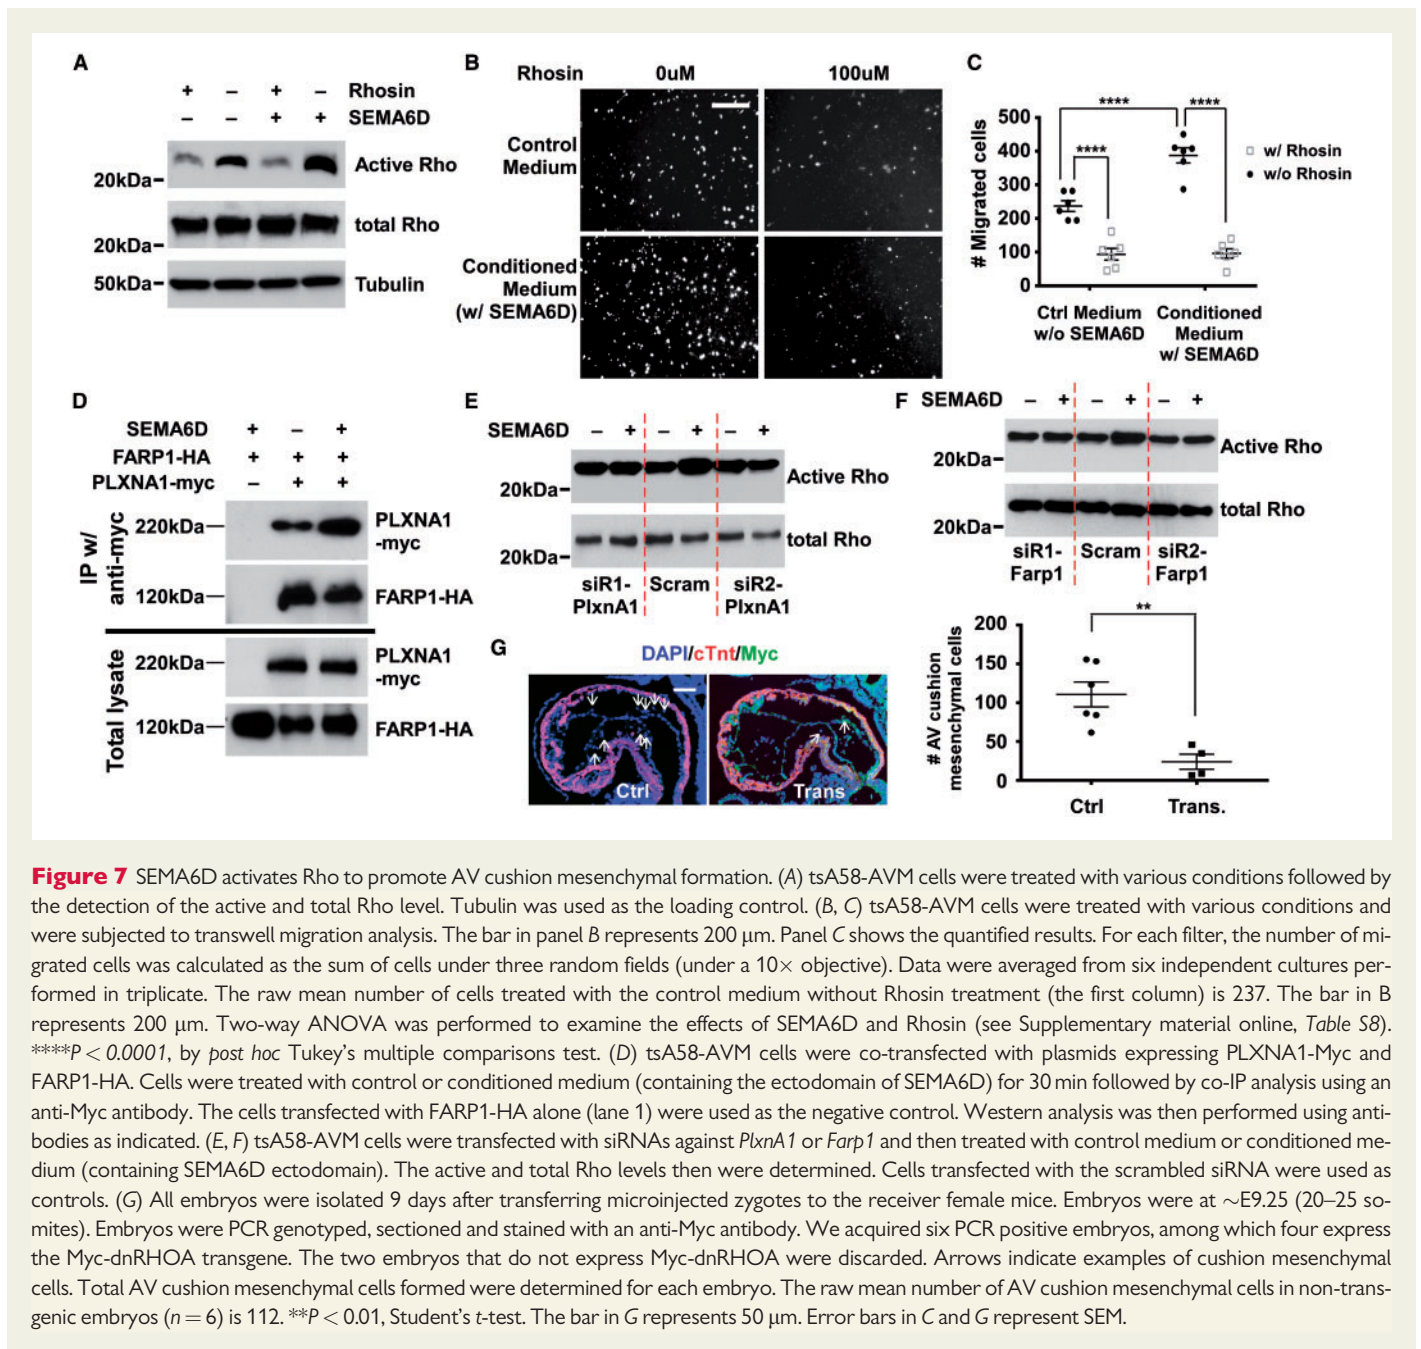 A
+ – + – Rhosin
– – + + SEMA6D
Active Rho
20kDa–
total Rho
20kDa–
50kDa–
Tubulin
B
Rhosin 0uM 100uM
Control
Medium
Conditioned
Medium
(w/ SEMA6D)
C
# Migrated cells
500
400
300
200
100
0
****
****
****
w/ Rhosin
w/o Rhosin
Ctrl Medium
w/o SEMA6D
Conditioned
Medium
w/ SEMA6D
D
SEMA6D + – +
FARP1-HA + + +
PLXNA1-myc – + +
IP w/
anti-myc
220kDa–
PLXNA1
-myc
120kDa–
FARP1-HA
Total lysate
220kDa–
PLXNA1
-myc
120kDa–
FARP1-HA
E
SEMA6D – + – + – +
Active Rho
20kDa–
total Rho
20kDa–
siR1-
PlxnA1
Scram
siR2-
PlxnA1
F
SEMA6D – + – + – +
Active Rho
20kDa–
total Rho
20kDa–
siR1-
Farp1
Scram
siR2-
Farp1
G
DAPI/cTnt/Myc
Ctrl
Trans
# AV cushion
mesenchymal cells
200
150
100
50
0
**
Ctrl
Trans.
Figure 7 SEMA6D activates Rho to promote AV cushion mesenchymal formation. (A) tsA58-AVM cells were treated with various conditions followed by
the detection of the active and total Rho level. Tubulin was used as the loading control. (B, C) tsA58-AVM cells were treated with various conditions and
were subjected to transwell migration analysis. The bar in panel B represents 200 μm. Panel C shows the quantified results. For each filter, the number of mi-
grated cells was calculated as the sum of cells under three random fields (under a 10× objective). Data were averaged from six independent cultures per-
formed in triplicate. The raw mean number of cells treated with the control medium without Rhosin treatment (the first column) is 237. The bar in B
represents 200 μm. Two-way ANOVA was performed to examine the effects of SEMA6D and Rhosin (see Supplementary material online, Table S8).
****P < 0.0001, by post hoc Tukey's multiple comparisons test. (D) tsA58-AVM cells were co-transfected with plasmids expressing PLXNA1-Myc and
FARP1-HA. Cells were treated with control or conditioned medium (containing the ectodomain of SEMA6D) for 30 min followed by co-IP analysis using an
anti-Myc antibody. The cells transfected with FARP1-HA alone (lane 1) were used as the negative control. Western analysis was then performed using anti-
bodies as indicated. (E, F) tsA58-AVM cells were transfected with siRNAs against PlxnA1 or Farp1 and then treated with control medium or conditioned me-
dium (containing SEMA6D ectodomain). The active and total Rho levels then were determined. Cells transfected with the scrambled siRNA were used as
controls. (G) All embryos were isolated 9 days after transferring microinjected zygotes to the receiver female mice. Embryos were at ∼E9.25 (20–25 so-
mites). Embryos were PCR genotyped, sectioned and stained with an anti-Myc antibody. We acquired six PCR positive embryos, among which four express
the Myc-dnRHOA transgene. The two embryos that do not express Myc-dnRHOA were discarded. Arrows indicate examples of cushion mesenchymal
cells. Total AV cushion mesenchymal cells formed were determined for each embryo. The raw mean number of AV cushion mesenchymal cells in non-trans-
genic embryos (n = 6) is 112. **P < 0.01, Student's t-test. The bar in G represents 50 μm. Error bars in C and G represent SEM.